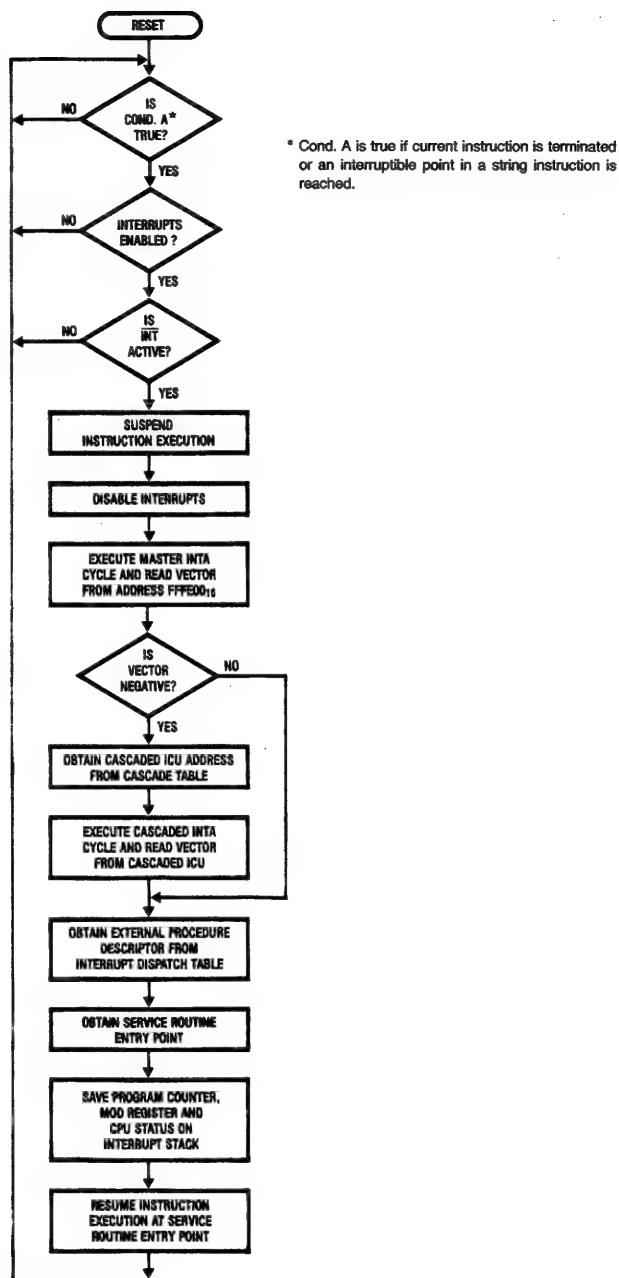 RESET
IS
COND. A*
TRUE?
NO
YES
* Cond. A is true if current instruction is terminated
or an interruptible point in a string instruction is
reached.
INTERRUPTS
ENABLED ?
NO
YES
IS
INT
ACTIVE?
NO
YES
SUSPEND
INSTRUCTION EXECUTION
DISABLE INTERRUPTS
EXECUTE MASTER INTA
CYCLE AND READ VECTOR
FROM ADDRESS FFFE00₁₆
IS
VECTOR
NEGATIVE?
NO
YES
OBTAIN CASCADED ICU ADDRESS
FROM CASCADE TABLE
EXECUTE CASCADED INTA
CYCLE AND READ VECTOR
FROM CASCADED ICU
OBTAIN EXTERNAL PROCEDURE
DESCRIPTOR FROM
INTERRUPT DISPATCH TABLE
OBTAIN SERVICE ROUTINE
ENTRY POINT
SAVE PROGRAM COUNTER,
MOD REGISTER AND
CPU STATUS ON
INTERRUPT STACK
RESUME INSTRUCTION
EXECUTION AT SERVICE
ROUTINE ENTRY POINT